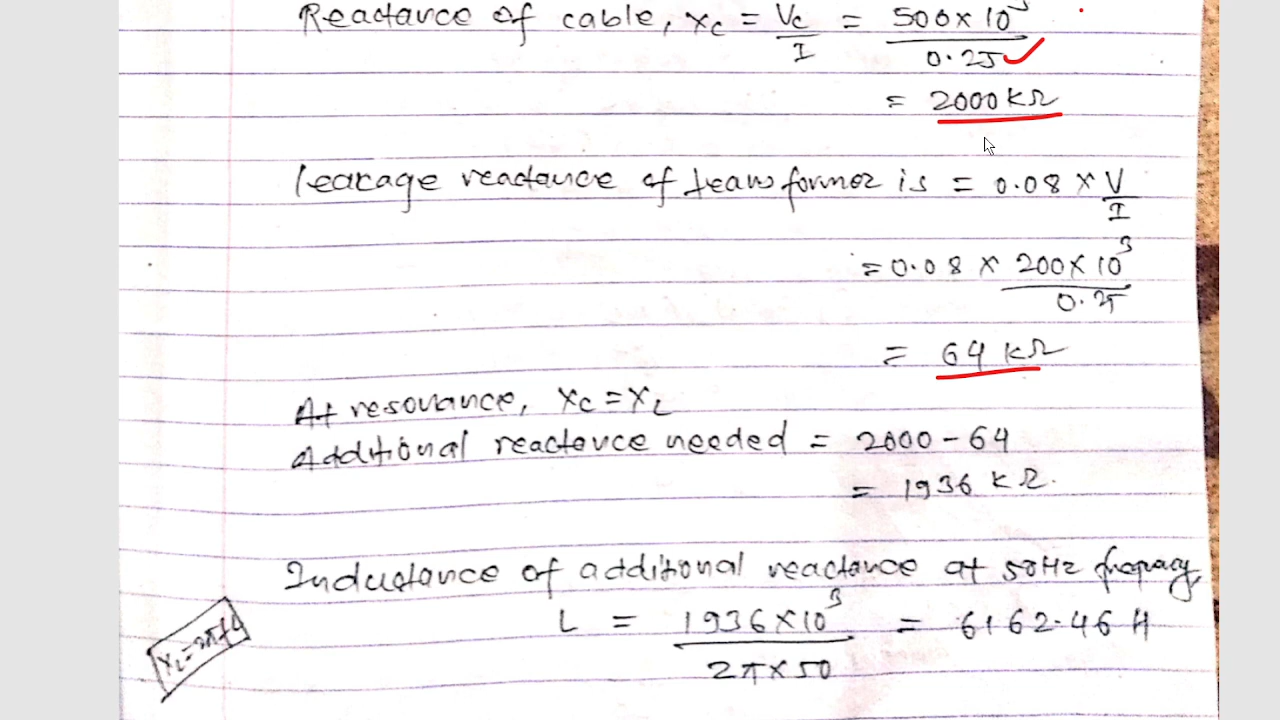 Reactance of cable, Xc = Vc/I = 500×10³/0.25
= 2000 KΩ
leakage reactance of transformer is = 0.08 × V/I
= 0.08 × 200×10³/0.25
= 64 KΩ
At resonance, Xc = XL
Additional reactance needed = 2000 - 64
= 1936 KΩ.
Inductance of additional reactance at 50Hz frequency
L = 1936×10³/2π×50 = 6162.46 H
XL = 2πfL